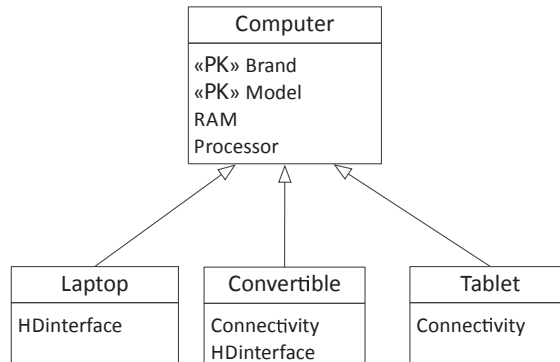 Computer
«PK» Brand
«PK» Model
RAM
Processor
Laptop
HDinterface
Convertible
Connectivity
HDinterface
Tablet
Connectivity